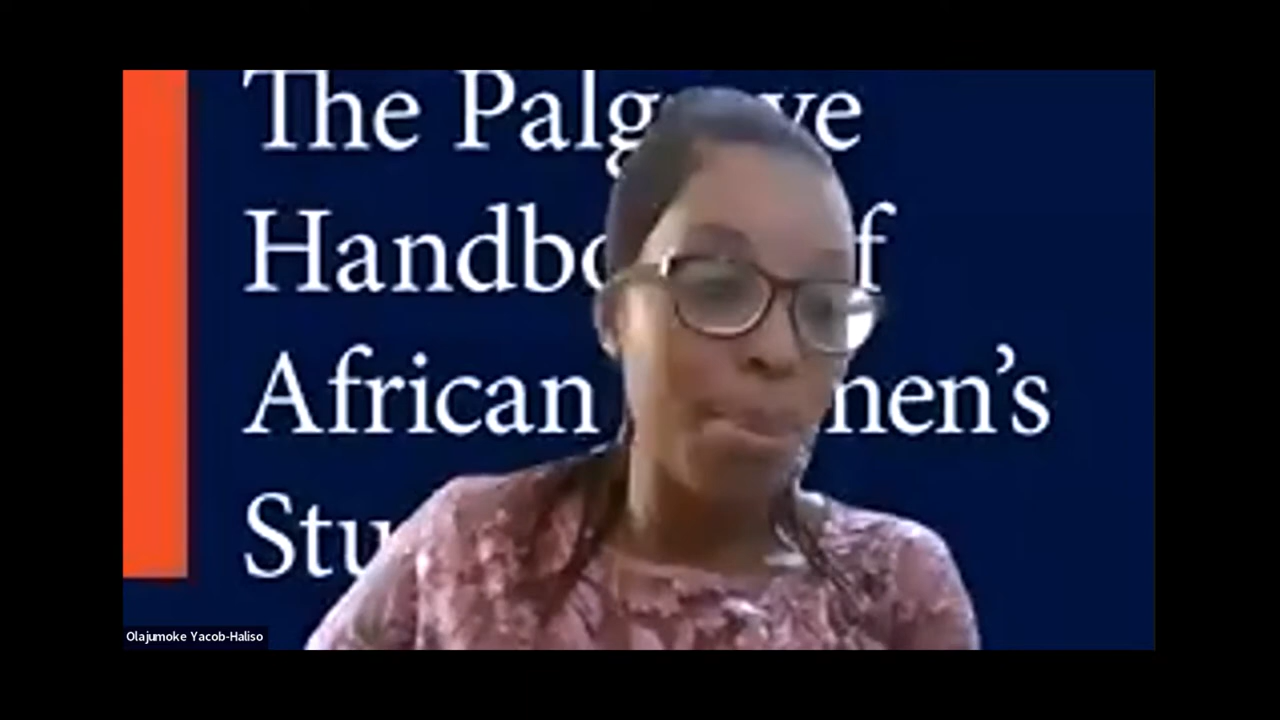 The Palg ve
Handbo f
African men's
Stu
Olajumoke Yacob-Haliso